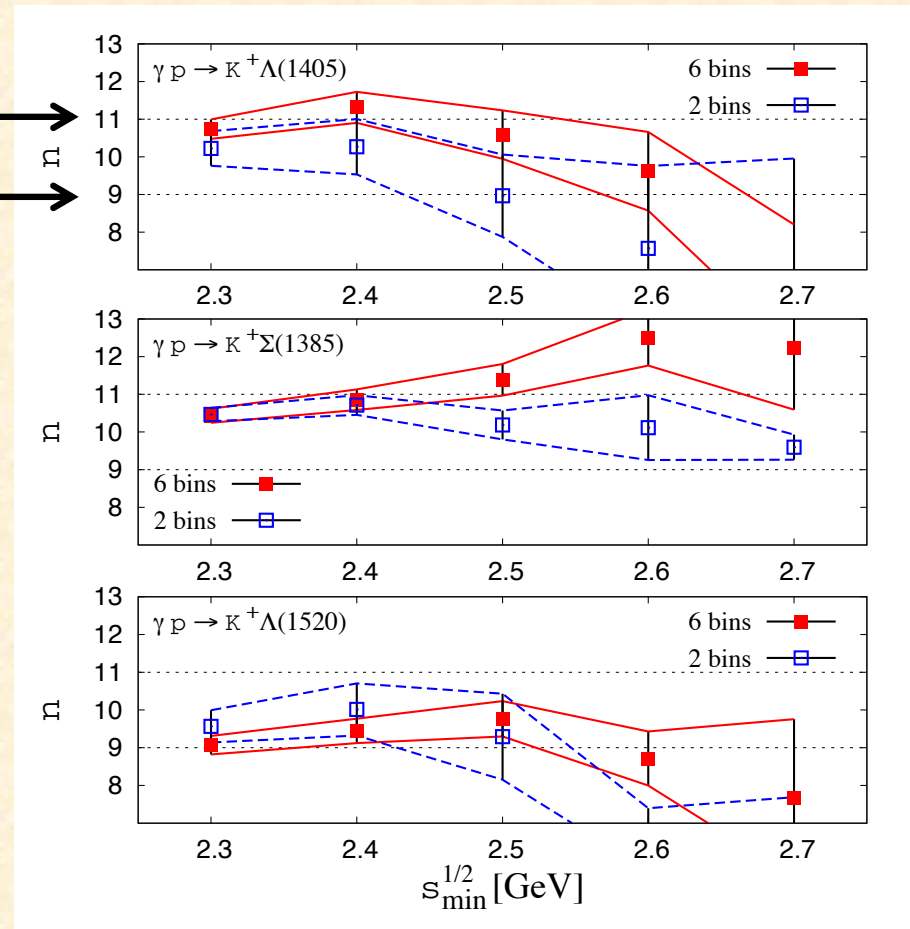 γ p → K⁺Λ(1405)
6 bins
2 bins
n
13
12
11
10
9
8
2.3 2.4 2.5 2.6 2.7
γ p → K⁺Σ(1385)
n
13
12
11
10
9
8
6 bins
2 bins
2.3 2.4 2.5 2.6 2.7
γ p → K⁺Λ(1520)
6 bins
2 bins
n
13
12
11
10
9
8
2.3 2.4 2.5 2.6 2.7
s_min^1/2 [GeV]